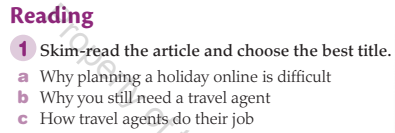 Reading
1 Skim-read the article and choose the best title.
a Why planning a holiday online is difficult
b Why you still need a travel agent
c How travel agents do their job